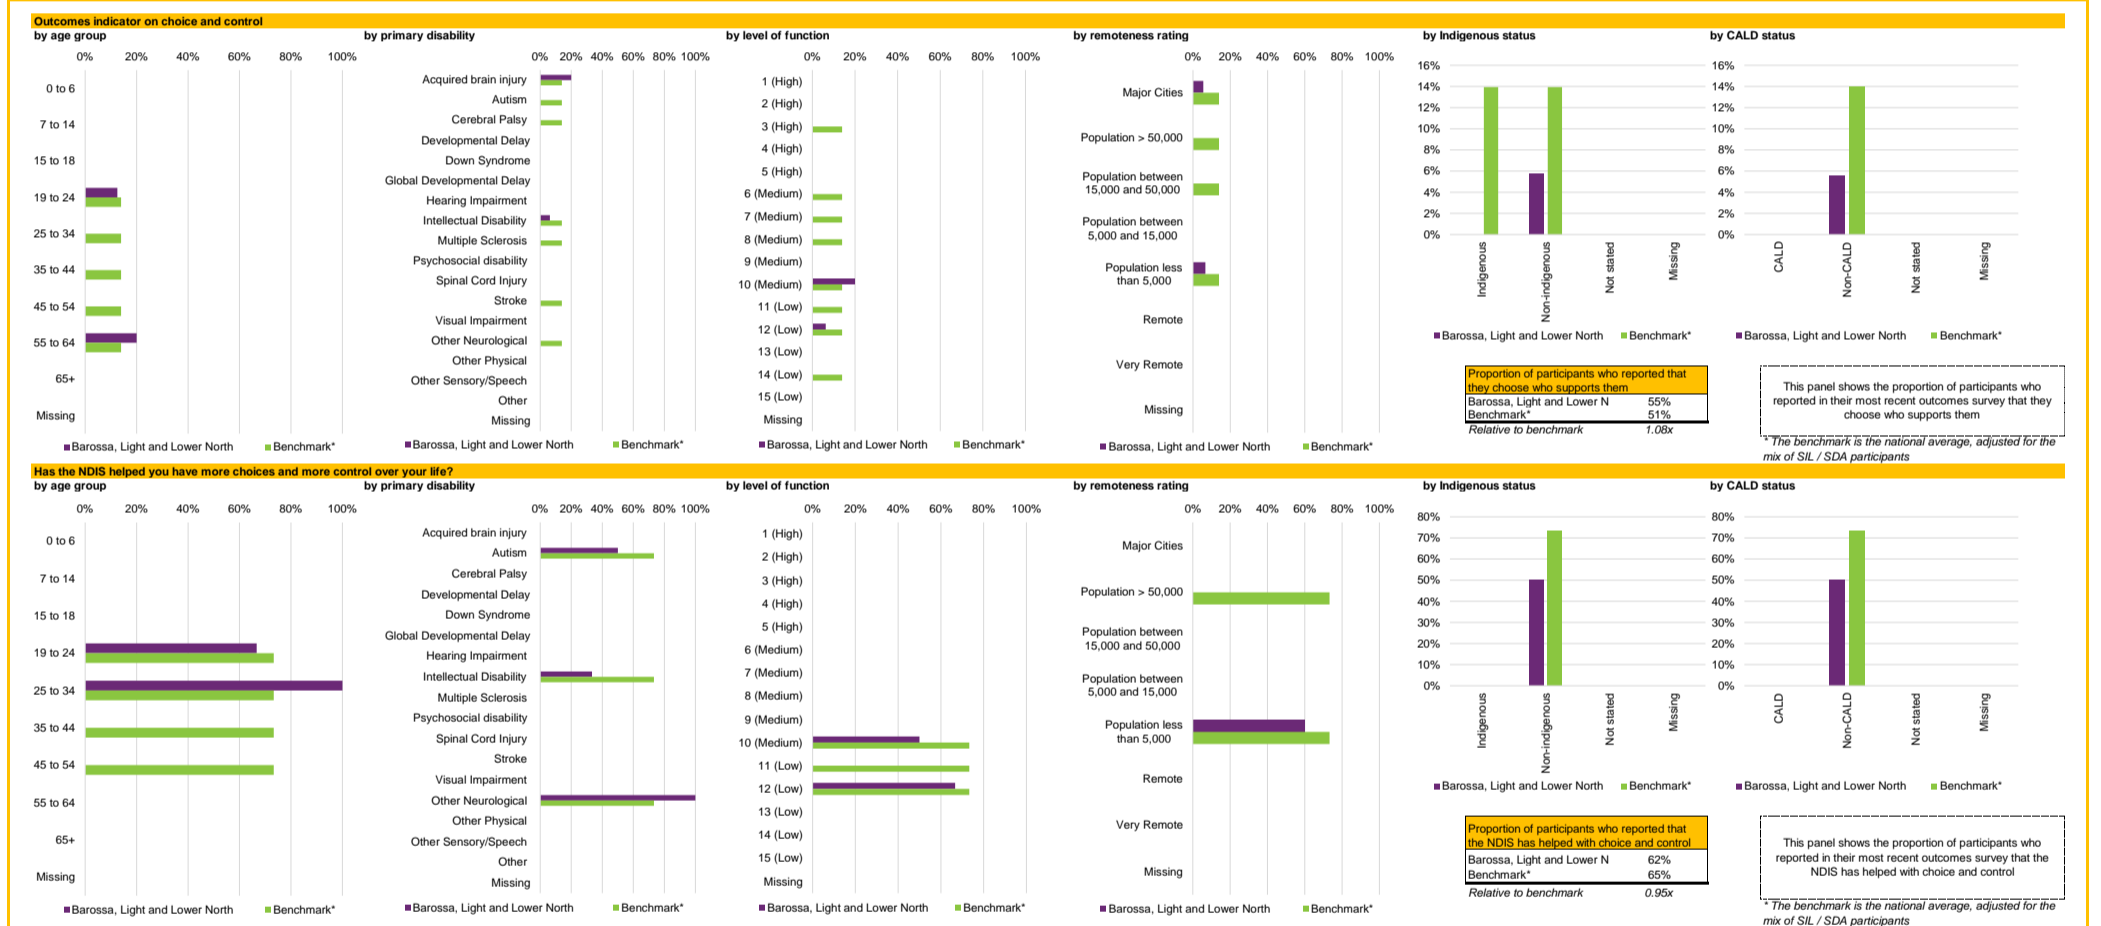 Outcomes indicator on choice and control
by age group
0% 20% 40% 60% 80% 100%
0 to 6
7 to 14
15 to 18
19 to 24
25 to 34
35 to 44
45 to 54
55 to 64
65+
Missing
Barossa, Light and Lower North Benchmark*
by primary disability
0% 20% 40% 60% 80% 100%
Acquired brain injury
Autism
Cerebral Palsy
Developmental Delay
Down Syndrome
Global Developmental Delay
Hearing Impairment
Intellectual Disability
Multiple Sclerosis
Psychosocial disability
Spinal Cord Injury
Stroke
Visual Impairment
Other Neurological
Other Physical
Other Sensory/Speech
Other
Missing
Barossa, Light and Lower North Benchmark*
by level of function
0% 20% 40% 60% 80% 100%
1 (High)
2 (High)
3 (High)
4 (High)
5 (High)
6 (Medium)
7 (Medium)
8 (Medium)
9 (Medium)
10 (Medium)
11 (Low)
12 (Low)
13 (Low)
14 (Low)
15 (Low)
Missing
Barossa, Light and Lower North Benchmark*
by remoteness rating
0% 20% 40% 60% 80% 100%
Major Cities
Population > 50,000
Population between
15,000 and 50,000
Population between
5,000 and 15,000
Population less
than 5,000
Remote
Very Remote
Missing
Barossa, Light and Lower North Benchmark*
by Indigenous status
16%
14%
12%
10%
8%
6%
4%
2%
0%
Indigenous
Non-indigenous
Not stated
Missing
Barossa, Light and Lower North Benchmark*
by CALD status
16%
14%
12%
10%
8%
6%
4%
2%
0%
CALD
Non-CALD
Not stated
Missing
Barossa, Light and Lower North Benchmark*
Proportion of participants who reported that
they choose who supports them
Barossa, Light and Lower N 55%
Benchmark* 51%
Relative to benchmark 1.08x
This panel shows the proportion of participants who
reported in their most recent outcomes survey that they
choose who supports them
* The benchmark is the national average, adjusted for the
mix of SIL / SDA participants
Has the NDIS helped you have more choices and more control over your life?
by age group
0% 20% 40% 60% 80% 100%
0 to 6
7 to 14
15 to 18
19 to 24
25 to 34
35 to 44
45 to 54
55 to 64
65+
Missing
Barossa, Light and Lower North Benchmark*
by primary disability
0% 20% 40% 60% 80% 100%
Acquired brain injury
Autism
Cerebral Palsy
Developmental Delay
Down Syndrome
Global Developmental Delay
Hearing Impairment
Intellectual Disability
Multiple Sclerosis
Psychosocial disability
Spinal Cord Injury
Stroke
Visual Impairment
Other Neurological
Other Physical
Other Sensory/Speech
Other
Missing
Barossa, Light and Lower North Benchmark*
by level of function
0% 20% 40% 60% 80% 100%
1 (High)
2 (High)
3 (High)
4 (High)
5 (High)
6 (Medium)
7 (Medium)
8 (Medium)
9 (Medium)
10 (Medium)
11 (Low)
12 (Low)
13 (Low)
14 (Low)
15 (Low)
Missing
Barossa, Light and Lower North Benchmark*
by remoteness rating
0% 20% 40% 60% 80% 100%
Major Cities
Population > 50,000
Population between
15,000 and 50,000
Population between
5,000 and 15,000
Population less
than 5,000
Remote
Very Remote
Missing
Barossa, Light and Lower North Benchmark*
by Indigenous status
80%
70%
60%
50%
40%
30%
20%
10%
0%
Indigenous
Non-indigenous
Not stated
Missing
Barossa, Light and Lower North Benchmark*
by CALD status
80%
70%
60%
50%
40%
30%
20%
10%
0%
CALD
Non-CALD
Not stated
Missing
Barossa, Light and Lower North Benchmark*
Proportion of participants who reported that
the NDIS has helped with choice and control
Barossa, Light and Lower N 62%
Benchmark* 65%
Relative to benchmark 0.95x
This panel shows the proportion of participants who
reported in their most recent outcomes survey that the
NDIS has helped with choice and control
* The benchmark is the national average, adjusted for the
mix of SIL / SDA participants